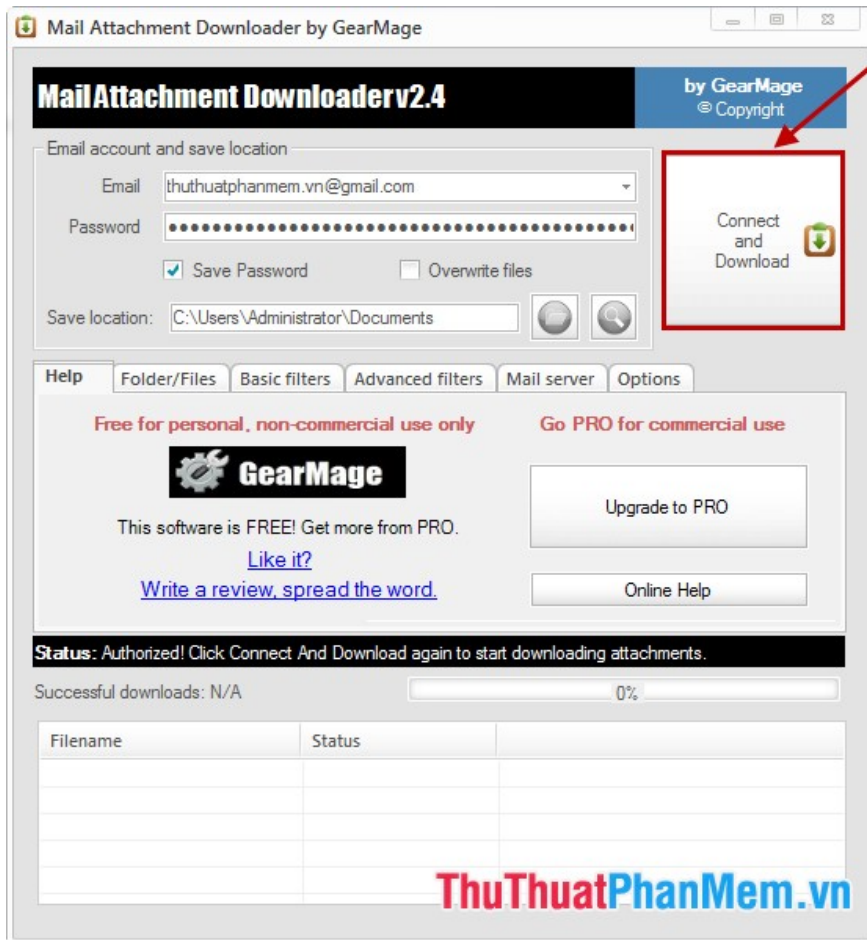 Mail Attachment Downloader by GearMage
Mail Attachment Downloader v2.4
by GearMage
© Copyright
Email account and save location
Email
thuthuatphanmem.vn@gmail.com
Password
Save Password
Overwrite files
Save location:
C:\Users\Administrator\Documents
Connect
and
Download
Help
Folder/Files
Basic filters
Advanced filters
Mail server
Options
Free for personal, non-commercial use only
GearMage
This software is FREE! Get more from PRO.
Like it?
Write a review, spread the word.
Go PRO for commercial use
Upgrade to PRO
Online Help
Status: Authorized! Click Connect And Download again to start downloading attachments.
Successful downloads: N/A
0%
Filename
Status
ThuThuatPhanMem.vn